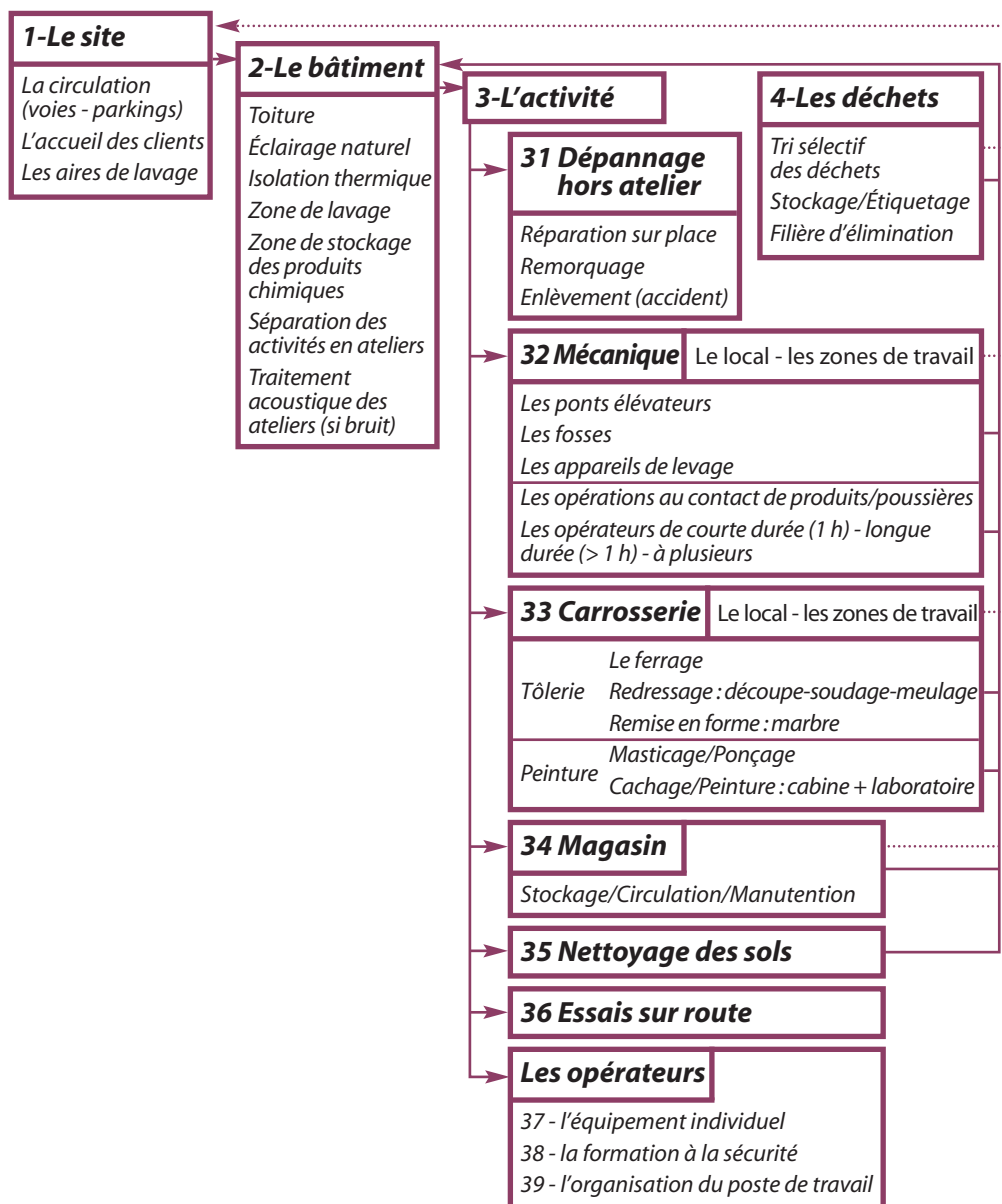 1-Le site
La circulation
(voies - parkings)
L'accueil des clients
Les aires de lavage
2-Le bâtiment
Toiture
Éclairage naturel
Isolation thermique
Zone de lavage
Zone de stockage
des produits
chimiques
Séparation des
activités en ateliers
Traitement
acoustique des
ateliers (si bruit)
3-L'activité
4-Les déchets
Tri sélectif
des déchets
Stockage/Étiquetage
Filière d'élimination
31 Dépannage
hors atelier
Réparation sur place
Remorquage
Enlèvement (accident)
32 Mécanique Le local - les zones de travail
Les ponts élévateurs
Les fosses
Les appareils de levage
Les opérations au contact de produits/poussières
Les opérateurs de courte durée (1 h) - longue
durée (> 1 h) - à plusieurs
33 Carrosserie Le local - les zones de travail
Tôlerie
Le ferrage
Redressage : découpe-soudage-meulage
Remise en forme : marbre
Peinture
Masticage/Ponçage
Cachage/Peinture : cabine + laboratoire
34 Magasin
Stockage/Circulation/Manutention
35 Nettoyage des sols
36 Essais sur route
Les opérateurs
37 - l'équipement individuel
38 - la formation à la sécurité
39 - l'organisation du poste de travail